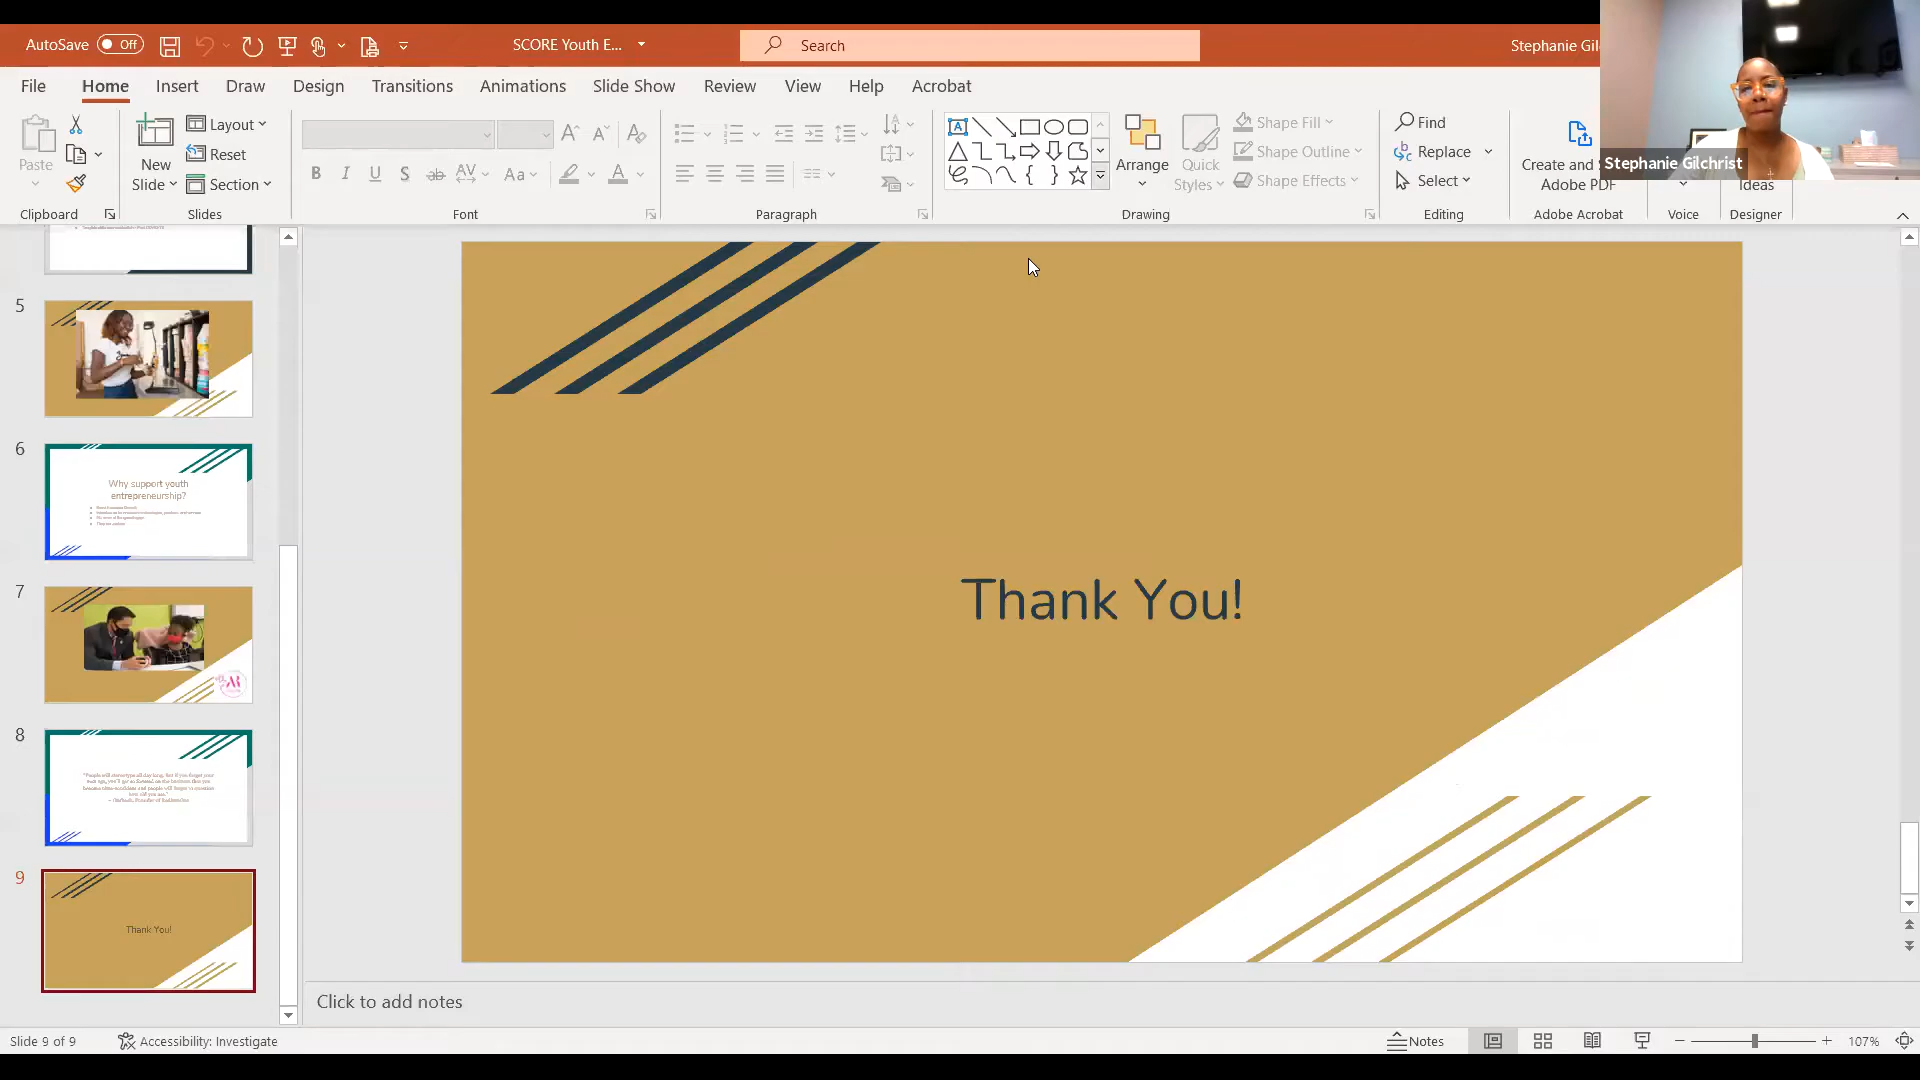 AutoSave Off
SCORE Youth E...
Search
Stephanie Gil
File Home Insert Draw Design Transitions Animations Slide Show Review View Help Acrobat
Paste
New
Slide
Layout
Reset
Section
B I U S ab AV Aa A
A
Arrange
Quick
Styles
Shape Fill
Shape Outline
Shape Effects
Find
Replace
Select
Create and S
Adobe PDF
Ideas
Stephanie Gilchrist
Clipboard Slides Font Paragraph Drawing Editing Adobe Acrobat Voice Designer
5
6
Why support youth
entrepreneurship?
7
AR
8
9
Thank You!
Thank You!
Click to add notes
Slide 9 of 9 Accessibility: Investigate Notes 107%